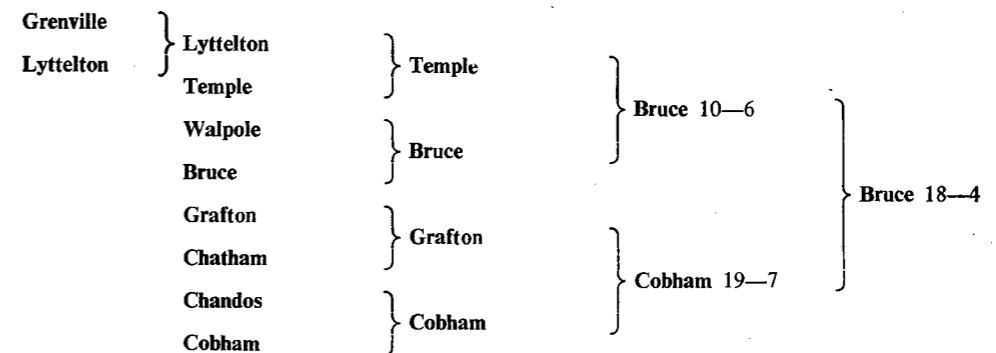 Grenville
Lyttelton
Lyttelton
Temple
Walpole
Bruce
Grafton
Chatham
Chandos
Cobham
Temple
Bruce
Grafton
Cobham
Bruce 10—6
Cobham 19—7
Bruce 18—4